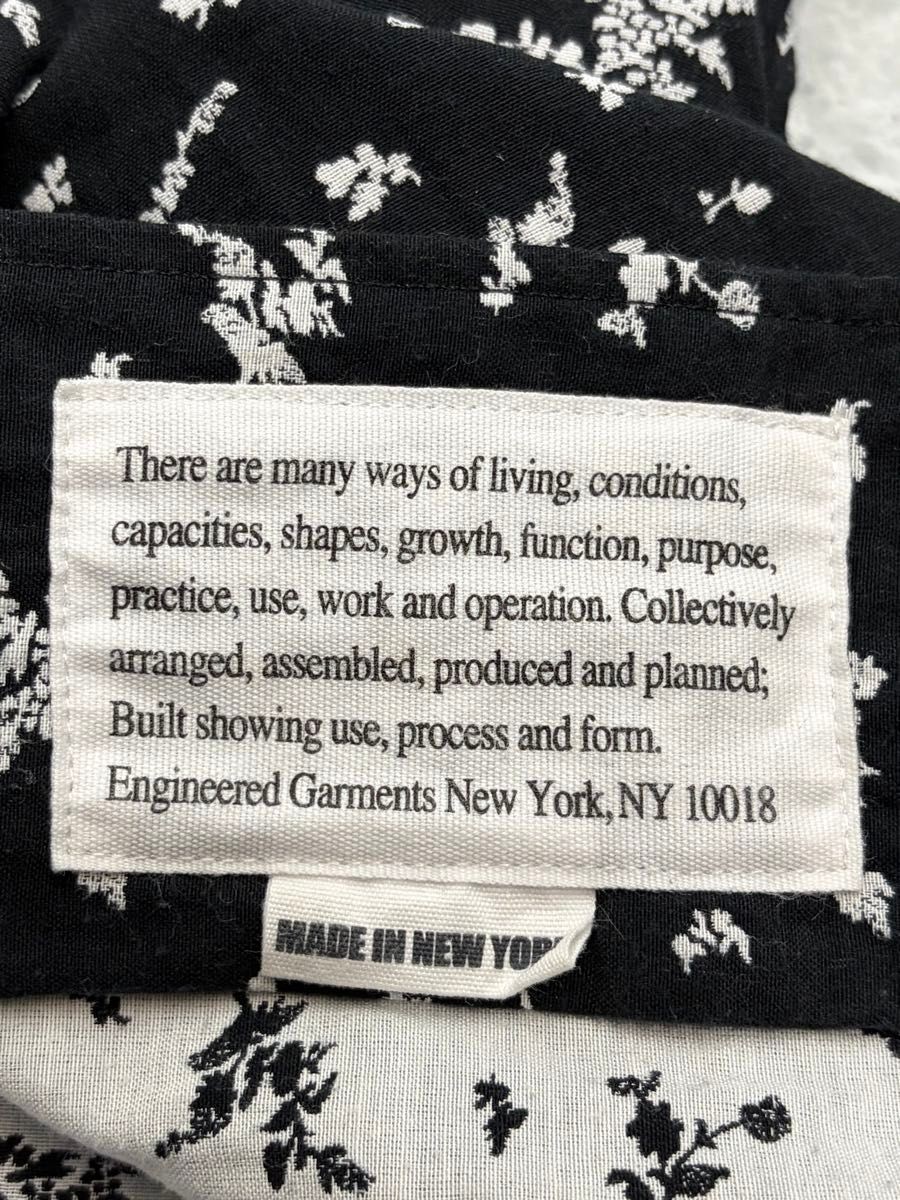 There are many ways of living, conditions,
capacities, shapes, growth, function, purpose,
practice, use, work and operation. Collectively
arranged, assembled, produced and planned;
Built showing use, process and form.
Engineered Garments New York, NY 10018
MADE IN NEW YOR